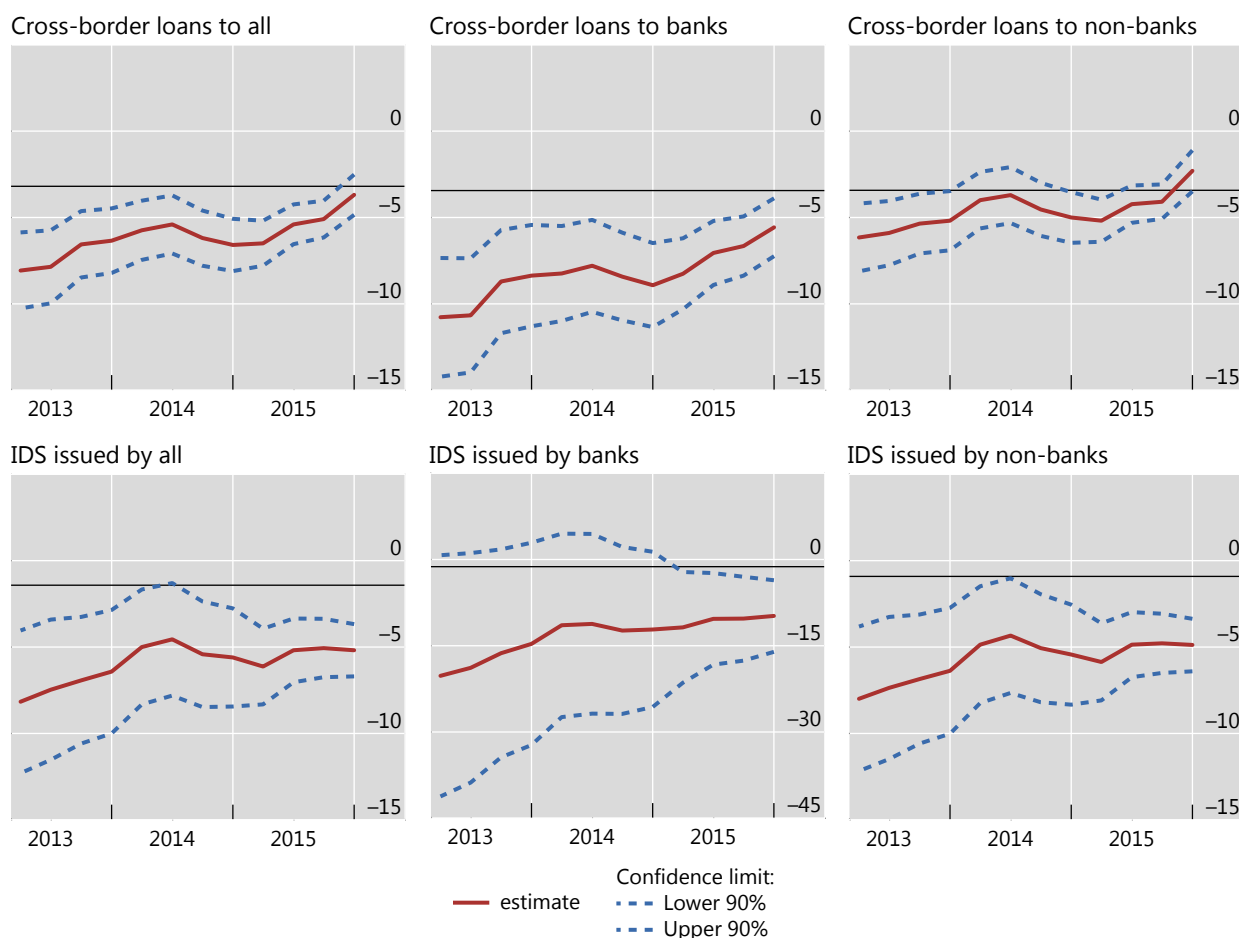 Cross-border loans to all
Cross-border loans to banks
Cross-border loans to non-banks
0
0
0
–5
–5
–5
–10
–10
–10
–15
–15
–15
2013 2014 2015
2013 2014 2015
2013 2014 2015
IDS issued by all
IDS issued by banks
IDS issued by non-banks
0
0
0
–5
–15
–5
–10
–30
–10
–15
–45
–15
2013 2014 2015
2013 2014 2015
2013 2014 2015
estimate
Confidence limit:
Lower 90%
Upper 90%